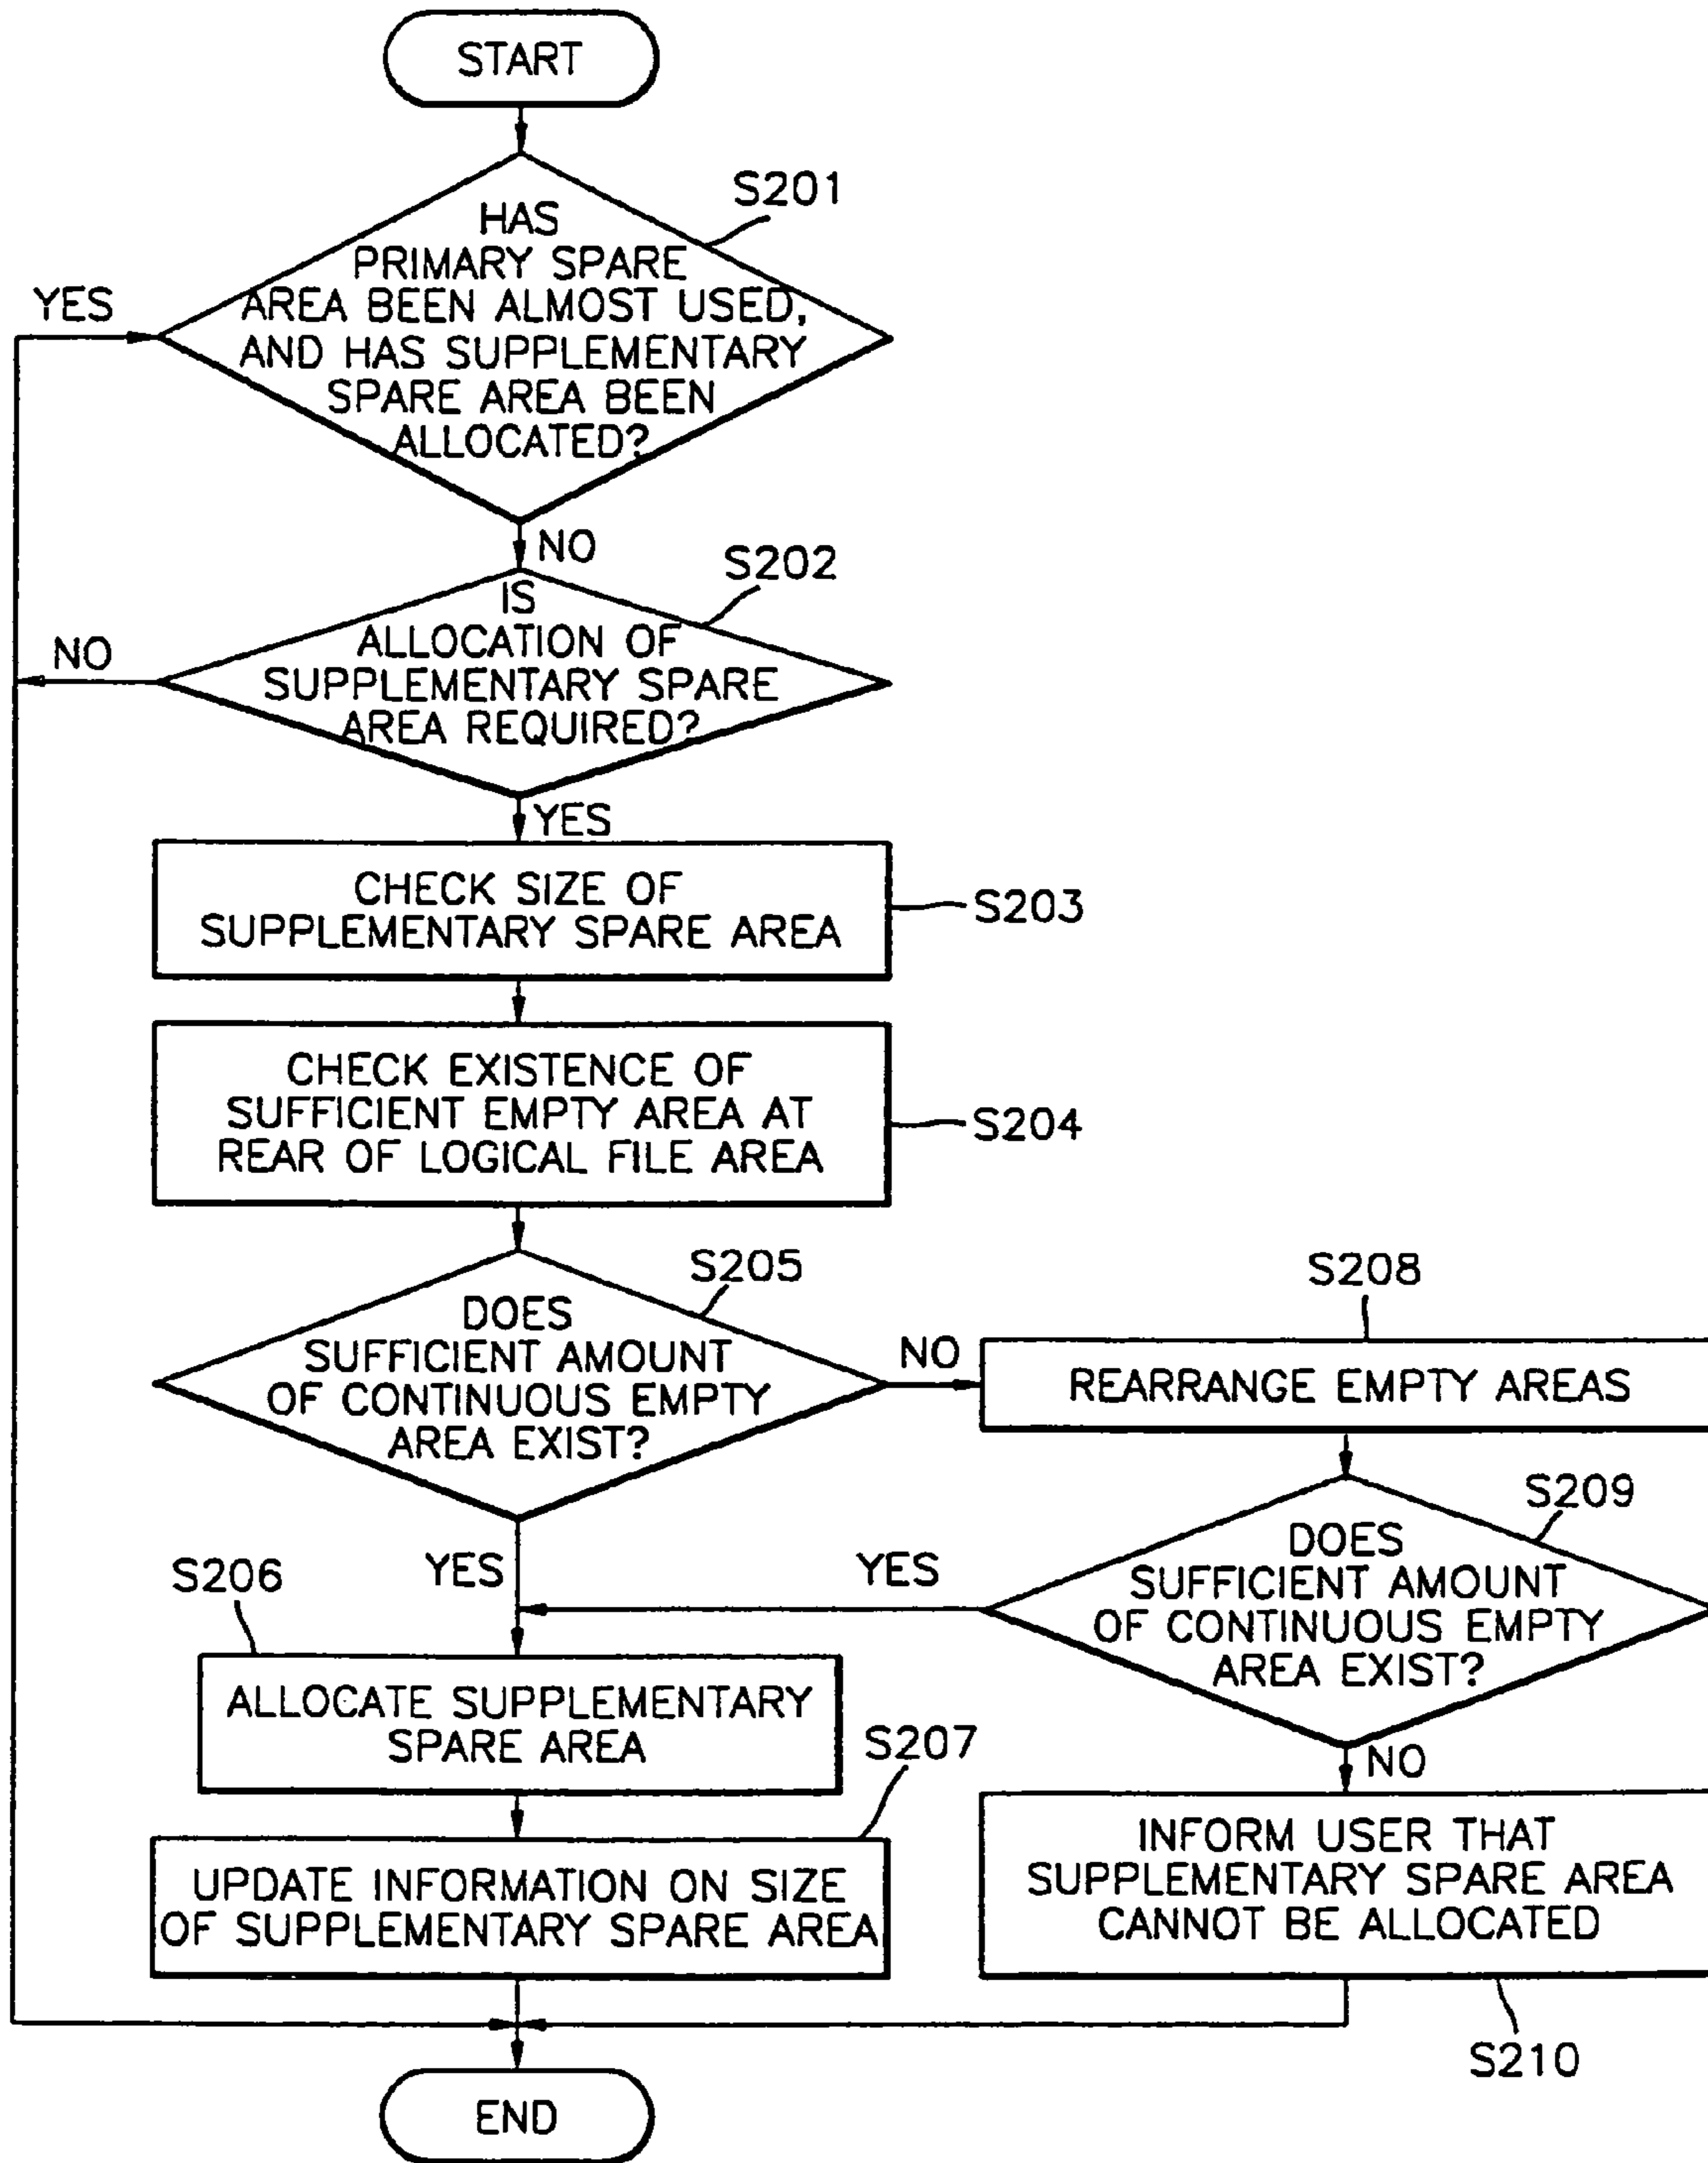 START
S201
HAS
PRIMARY SPARE
AREA BEEN ALMOST USED,
AND HAS SUPPLEMENTARY
SPARE AREA BEEN
ALLOCATED?
YES
NO
S202
IS
ALLOCATION OF
SUPPLEMENTARY SPARE
AREA REQUIRED?
NO
YES
CHECK SIZE OF
SUPPLEMENTARY SPARE AREA
S203
CHECK EXISTENCE OF
SUFFICIENT EMPTY AREA AT
REAR OF LOGICAL FILE AREA
S204
S205
DOES
SUFFICIENT AMOUNT
OF CONTINUOUS EMPTY
AREA EXIST?
NO
YES
S208
REARRANGE EMPTY AREAS
S209
DOES
SUFFICIENT AMOUNT
OF CONTINUOUS EMPTY
AREA EXIST?
YES
NO
S206
ALLOCATE SUPPLEMENTARY
SPARE AREA
S207
UPDATE INFORMATION ON SIZE
OF SUPPLEMENTARY SPARE AREA
INFORM USER THAT
SUPPLEMENTARY SPARE AREA
CANNOT BE ALLOCATED
S210
END